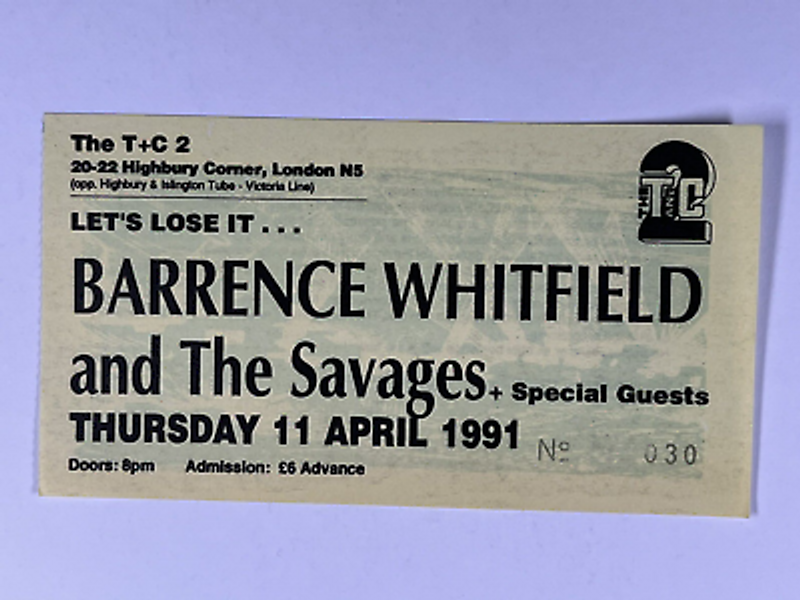 The T+C 2
20-22 Highbury Corner, London N5
(opp. Highbury & Islington Tube - Victoria Line)
THE T AND C 2
LET'S LOSE IT . . .
BARRENCE WHITFIELD
and The Savages + Special Guests
THURSDAY 11 APRIL 1991
Nº 030
Doors: 8pm Admission: £6 Advance